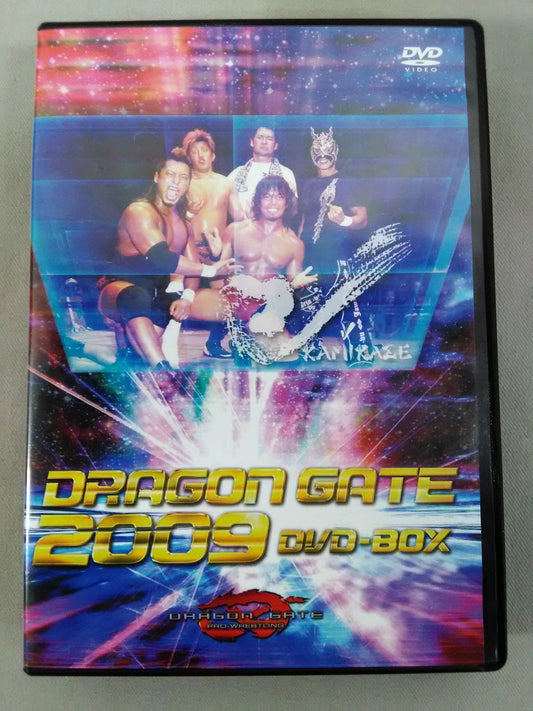 DVD
VIDEO
KAMIKAZE
DRAGON GATE
2009 DVD-BOX
DRAGON GATE
PRO-WRESTLING